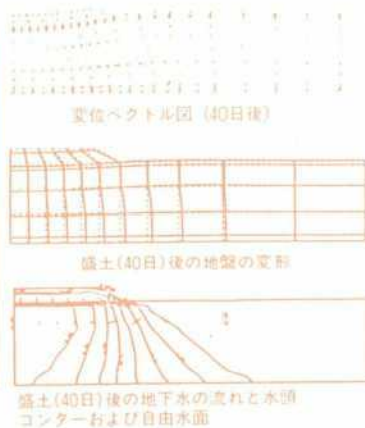 変位ベクトル図(40日後)
盛土(40日)後の地盤の変形
盛土(40日)後の地下水の流れと水頭
コンターおよび自由水面